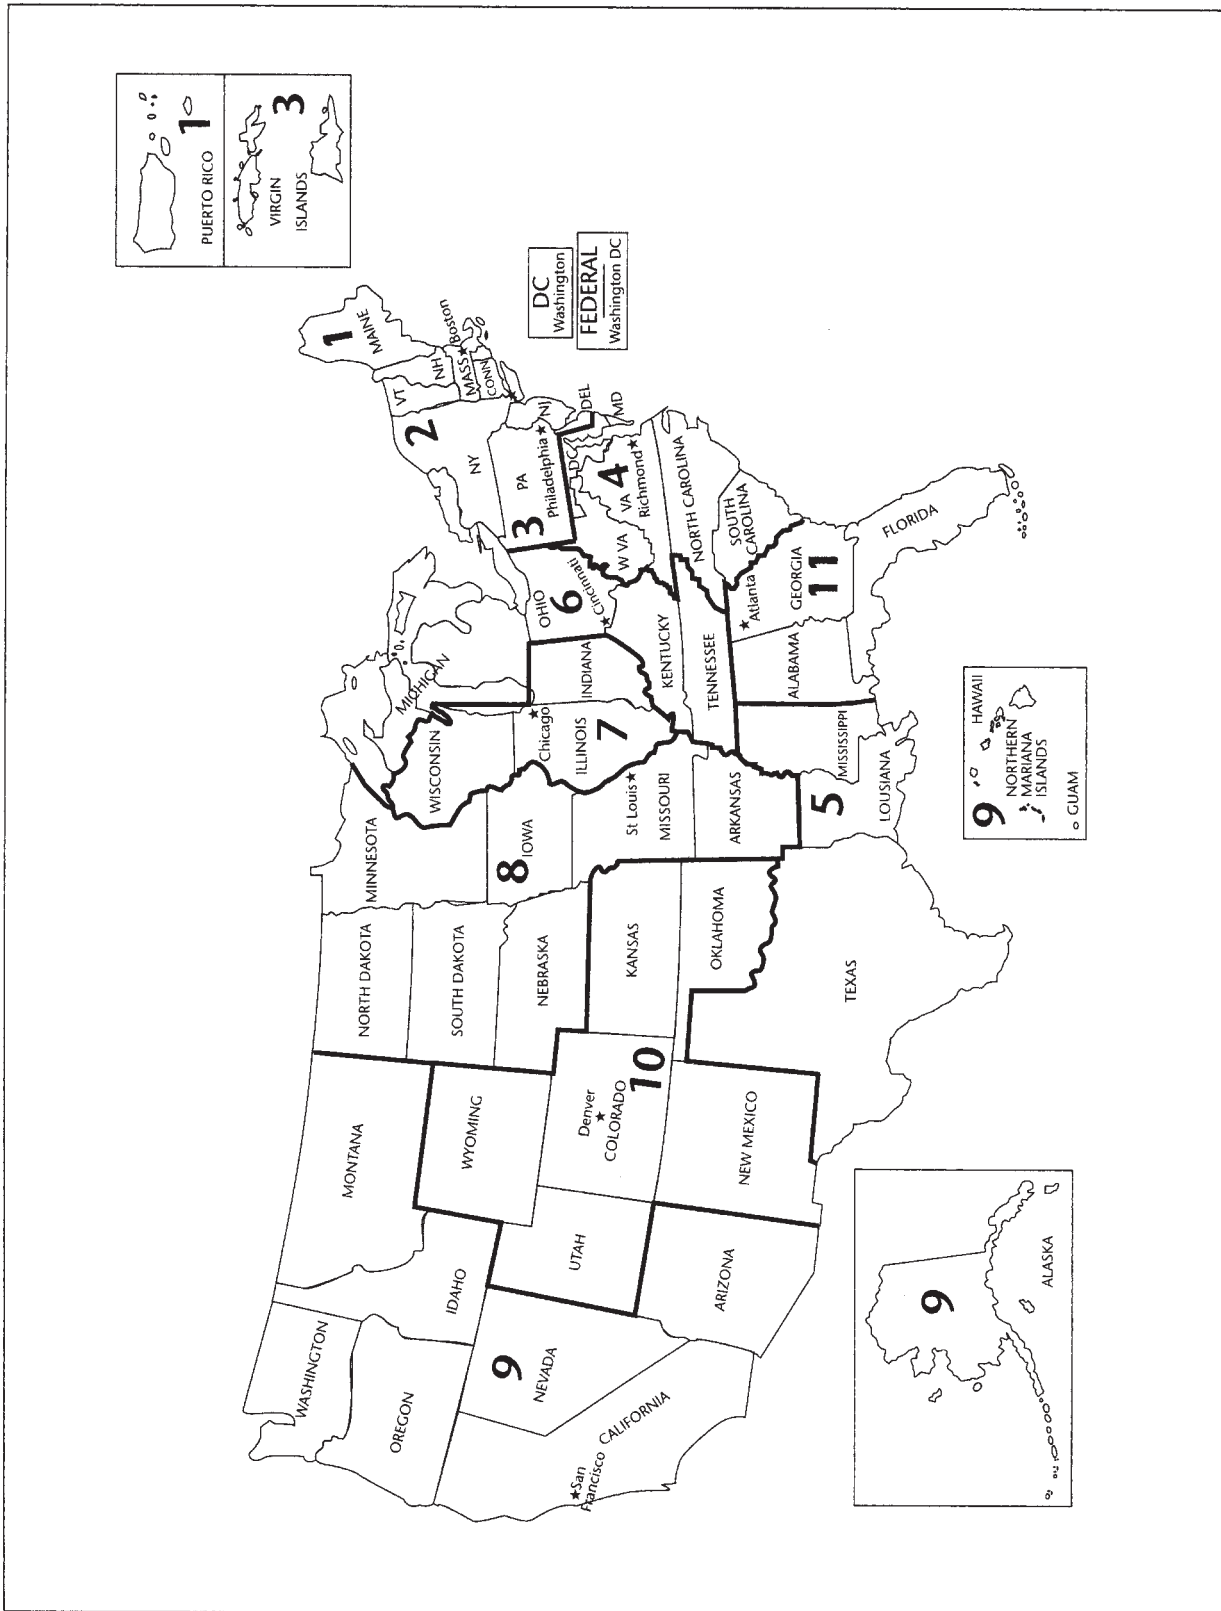 1
PUERTO RICO
3
VIRGIN
ISLANDS
DC
Washington
FEDERAL
Washington DC
1
MAINE
VT
NH
MASS
Boston
CONN
2
NY
NJ
3
PA
Philadelphia
DEL
MD
DC
4
VA
Richmond
W VA
NORTH CAROLINA
SOUTH
CAROLINA
FLORIDA
Atlanta
GEORGIA
11
ALABAMA
OHIO
6
Cincinnati
KENTUCKY
TENNESSEE
MIOHICAN
INDIANA
WISCONSIN
Chicago
ILLINOIS
7
MISSISSIPPI
5
LOUSIANA
MINNESOTA
8
IOWA
St Louis
MISSOURI
ARKANSAS
NORTH DAKOTA
SOUTH DAKOTA
NEBRASKA
KANSAS
OKLAHOMA
TEXAS
MONTANA
WYOMING
Denver
COLORADO
10
NEW MEXICO
UTAH
ARIZONA
IDAHO
WASHINGTON
OREGON
9
NEVADA
San
Francisco
CALIFORNIA
9
HAWAII
NORTHERN
MARIANA
ISLANDS
GUAM
9
ALASKA